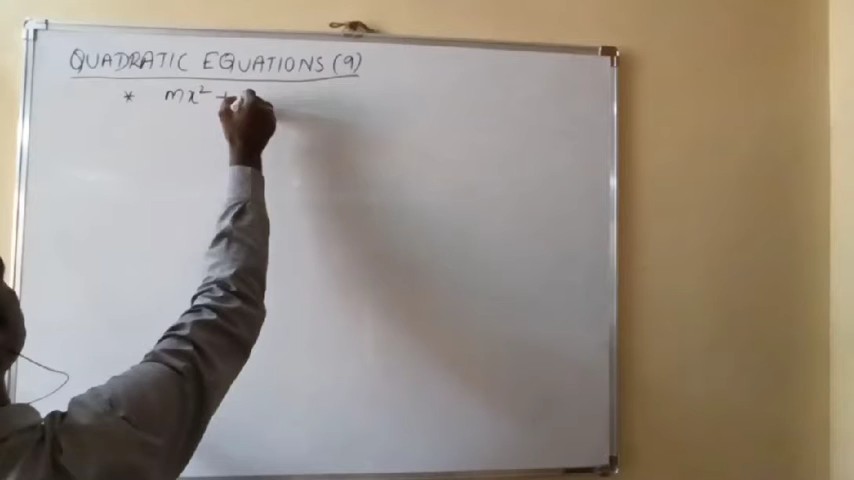 QUADRATIC EQUATIONS (9)
* mx² +